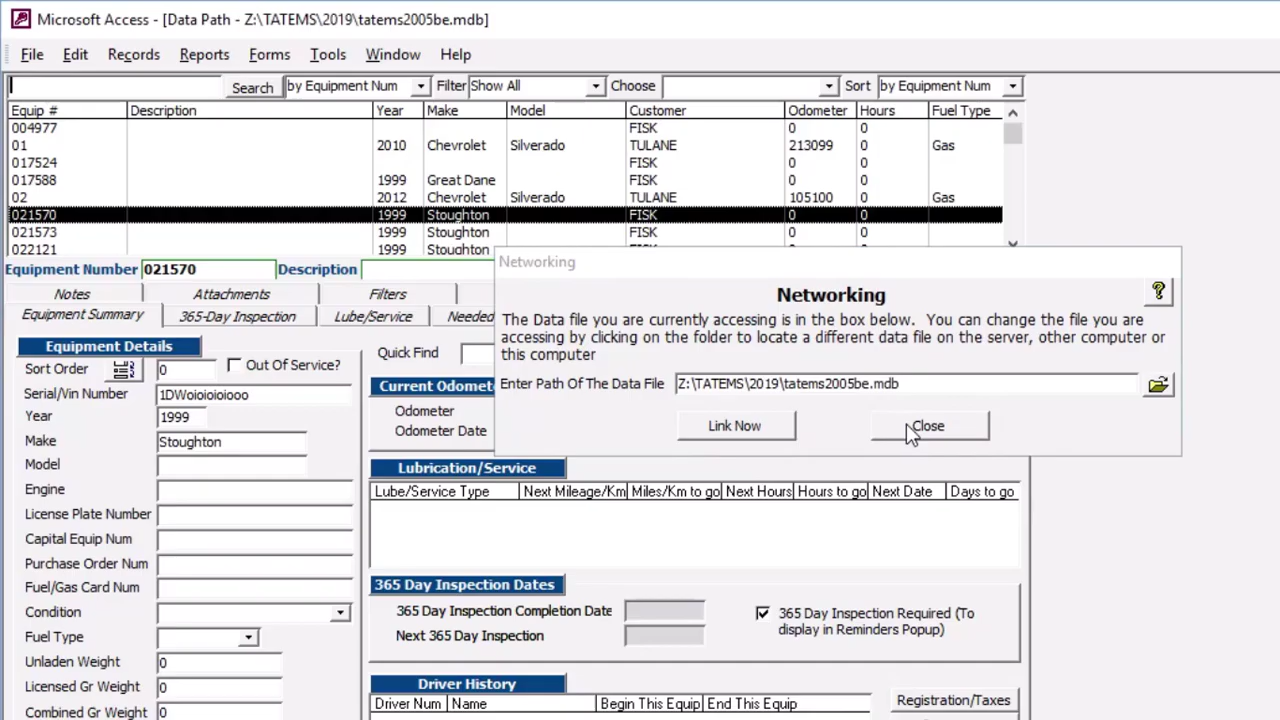 Microsoft Access - [Data Path - Z:\TATEMS\2019\tatems2005be.mdb]
File Edit Records Reports Forms Tools Window Help
Search by Equipment Num Filter Show All Choose Sort by Equipment Num
Equip # Description Year Make Model Customer Odometer Hours Fuel Type
004977 FISK 0 0
01 2010 Chevrolet Silverado TULANE 213099 0 Gas
017524 FISK 0 0
017588 1999 Great Dane FISK 0 0
02 2012 Chevrolet Silverado TULANE 105100 0 Gas
021570 1999 Stoughton FISK 0 0
021573 1999 Stoughton FISK 0 0
022121 1999 Stoughton
Equipment Number 021570 Description
Notes Attachments Filters
Equipment Summary 365-Day Inspection Lube/Service Needed
Networking
Networking
?
The Data file you are currently accessing is in the box below. You can change the file you are
accessing by clicking on the folder to locate a different data file on the server, other computer or
this computer
Enter Path Of The Data File Z:\TATEMS\2019\tatems2005be.mdb
Link Now Close
Equipment Details
Sort Order 0 Out Of Service?
Serial/Vin Number 1DWoioioiooo
Year 1999
Make Stoughton
Model
Engine
License Plate Number
Capital Equip Num
Purchase Order Num
Fuel/Gas Card Num
Condition
Fuel Type
Unladen Weight 0
Licensed Gr Weight 0
Combined Gr Weight 0
Quick Find
Current Odome
Odometer
Odometer Date
Lubrication/Service
Lube/Service Type Next Mileage/Km Miles/Km to go Next Hours Hours to go Next Date Days to go
365 Day Inspection Dates
365 Day Inspection Completion Date
Next 365 Day Inspection
365 Day Inspection Required (To
display in Reminders Popup)
Driver History
Driver Num Name Begin This Equip End This Equip
Registration/Taxes